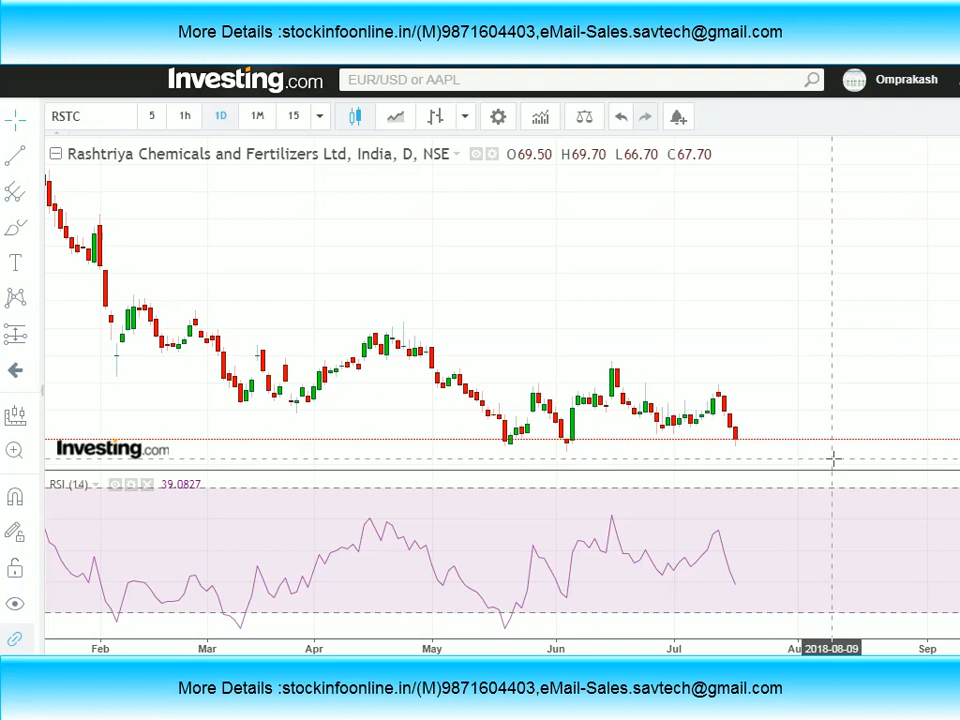 More Details :stockinfoonline.in/(M)9871604403,eMail-Sales.savtech@gmail.com
Investing.com EUR/USD or AAPL Omprakash
RSTC 5 1h 1D 1M 15
Rashtriya Chemicals and Fertilizers Ltd, India, D, NSE O69.50 H69.70 L66.70 C67.70
T
Investing.com
RSI (14) 39.0827
Feb Mar Apr May Jun Jul Au 2018-08-09 Sep
More Details :stockinfoonline.in/(M)9871604403,eMail-Sales.savtech@gmail.com